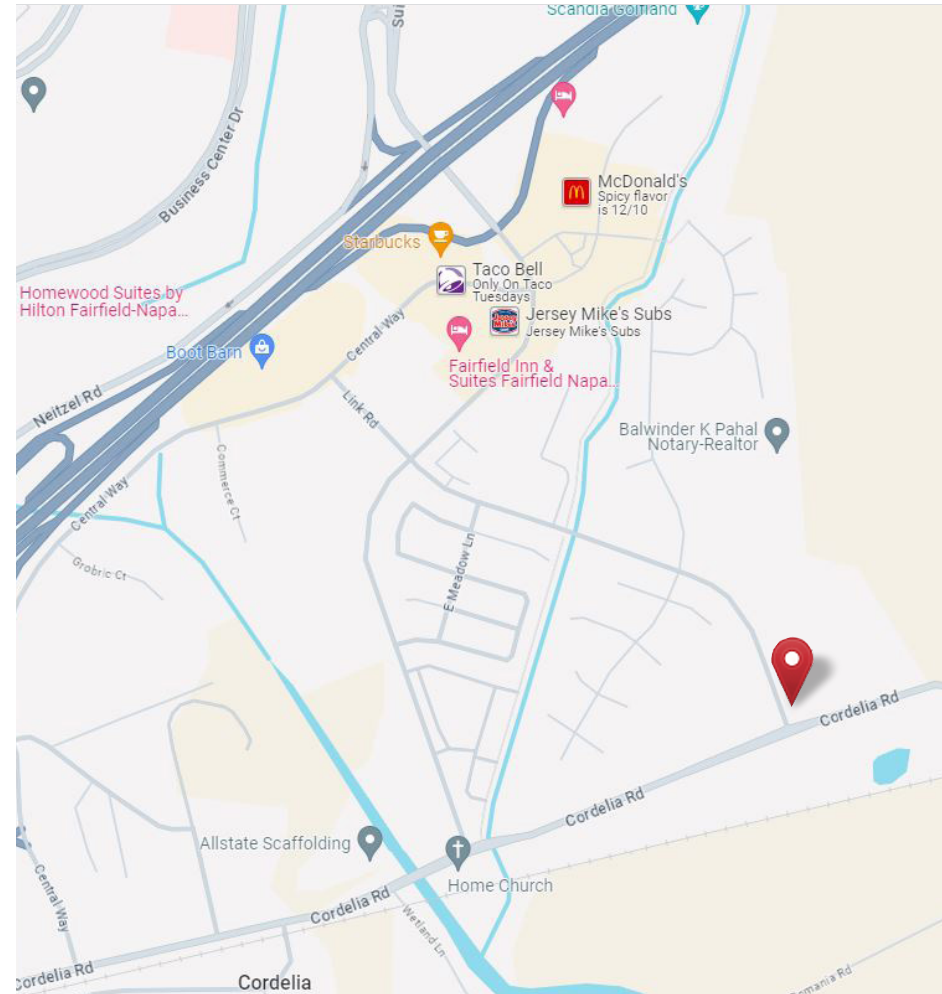 Scandia Golfland
Sui
Business Center Dr
McDonald's
Spicy flavor
is 12/10
Starbucks
Taco Bell
Only On Taco
Tuesdays
Homewood Suites by
Hilton Fairfield-Napa...
Jersey Mike's Subs
Jersey Mike's Subs
Central Way
Boot Barn
Fairfield Inn &
Suites Fairfield Napa...
Neitzel Rd
Link Rd
Balwinder K Pahal
Notary-Realtor
Commerce Ct
Central Way
Grobric Ct
E Meadow Ln
Cordelia Rd
Cordelia Rd
Allstate Scaffolding
Home Church
Central Way
Cordelia Rd
Wetland Ln
Cordelia Rd
Cordelia
mania Rd